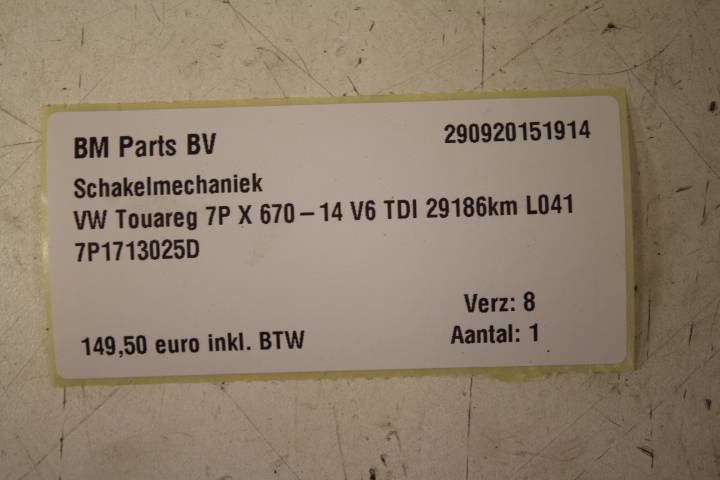 BM Parts BV
290920151914
Schakelmechaniek
VW Touareg 7P X 670-14 V6 TDI 29186km L041
7P1713025D
Verz: 8
149,50 euro inkl. BTW
Aantal: 1